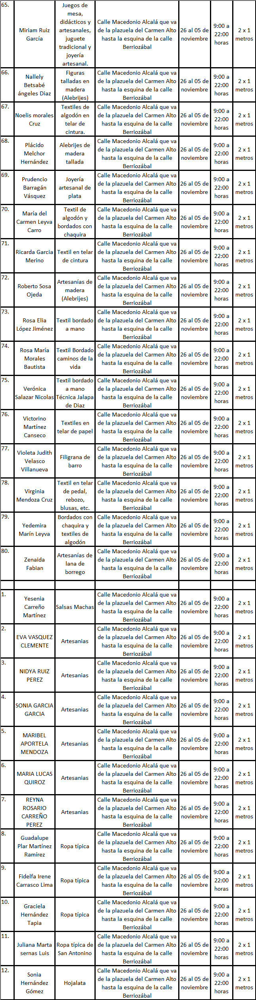 65.
Miriam Ruiz
García
Juegos de
mesa,
didácticos y
artesanales,
juguete
tradicional y
joyería
artesanal.
Calle Macedonio Alcalá que va
de la plazuela del Carmen Alto
hasta la esquina de la calle
Berriozábal
26 al 05 de
noviembre
9:00 a
22:00
horas
2 x 1
metros
66.
Nallely
Betsabé
ángeles Diaz
Figuras
talladas en
madera
(Alebrijes)
Calle Macedonio Alcalá que va
de la plazuela del Carmen Alto
hasta la esquina de la calle
Berriozábal
26 al 05 de
noviembre
9:00 a
22:00
horas
2 x 1
metros
67.
Noelis morales
Cruz
Textiles de
algodón en
telar de
cintura.
Calle Macedonio Alcalá que va
de la plazuela del Carmen Alto
hasta la esquina de la calle
Berriozábal
26 al 05 de
noviembre
9:00 a
22:00
horas
2 x 1
metros
68.
Plácido
Melchor
Hernández
Alebrijes de
madera
tallada
Calle Macedonio Alcalá que va
de la plazuela del Carmen Alto
hasta la esquina de la calle
Berriozábal
26 al 05 de
noviembre
9:00 a
22:00
horas
2 x 1
metros
69.
Prudencio
Barragán
Vásquez
Joyería
artesanal de
plata
Calle Macedonio Alcalá que va
de la plazuela del Carmen Alto
hasta la esquina de la calle
Berriozábal
26 al 05 de
noviembre
9:00 a
22:00
horas
2 x 1
metros
70.
María del
Carmen Leyva
Carro
Textil de
algodón y
bordados con
chaquira
Calle Macedonio Alcalá que va
de la plazuela del Carmen Alto
hasta la esquina de la calle
Berriozábal
26 al 05 de
noviembre
9:00 a
22:00
horas
2 x 1
metros
71.
Ricarda Garcia
Merino
Textil en telar
de cintura
Calle Macedonio Alcalá que va
de la plazuela del Carmen Alto
hasta la esquina de la calle
Berriozábal
26 al 05 de
noviembre
9:00 a
22:00
horas
2 x 1
metros
72.
Roberto Sosa
Ojeda
Artesanías de
madera
(Alebrijes)
Calle Macedonio Alcalá que va
de la plazuela del Carmen Alto
hasta la esquina de la calle
Berriozábal
26 al 05 de
noviembre
9:00 a
22:00
horas
2 x 1
metros
73.
Rosa Elia
López Jiménez
Textil bordado
a mano
Calle Macedonio Alcalá que va
de la plazuela del Carmen Alto
hasta la esquina de la calle
Berriozábal
26 al 05 de
noviembre
9:00 a
22:00
horas
2 x 1
metros
74.
Rosa María
Morales
Bautista
Textil Bordado
caminos de la
vida
Calle Macedonio Alcalá que va
de la plazuela del Carmen Alto
hasta la esquina de la calle
Berriozábal
26 al 05 de
noviembre
9:00 a
22:00
horas
2 x 1
metros
75.
Verónica
Salazar Nicolas
Textil bordado
a mano
Técnica Jalapa
de Diaz
Calle Macedonio Alcalá que va
de la plazuela del Carmen Alto
hasta la esquina de la calle
Berriozábal
26 al 05 de
noviembre
9:00 a
22:00
horas
2 x 1
metros
76.
Victorino
Martínez
Canseco
Textiles en
telar de papel
Calle Macedonio Alcalá que va
de la plazuela del Carmen Alto
hasta la esquina de la calle
Berriozábal
26 al 05 de
noviembre
9:00 a
22:00
horas
2 x 1
metros
77.
Violeta Judith
Velasco
Villanueva
Filigrana de
barro
Calle Macedonio Alcalá que va
de la plazuela del Carmen Alto
hasta la esquina de la calle
Berriozábal
26 al 05 de
noviembre
9:00 a
22:00
horas
2 x 1
metros
78.
Virginia
Mendoza Cruz
Textil en telar
de pedal,
rebozo,
blusas, etc.
Calle Macedonio Alcalá que va
de la plazuela del Carmen Alto
hasta la esquina de la calle
Berriozábal
26 al 05 de
noviembre
9:00 a
22:00
horas
2 x 1
metros
79.
Yedemira
Marín Leyva
Bordados con
chaquira y
textiles de
algodón
Calle Macedonio Alcalá que va
de la plazuela del Carmen Alto
hasta la esquina de la calle
Berriozábal
26 al 05 de
noviembre
9:00 a
22:00
horas
2 x 1
metros
80.
Zenaida
Fabian
Artesanías de
lana de
borrego
Calle Macedonio Alcalá que va
de la plazuela del Carmen Alto
hasta la esquina de la calle
Berriozábal
26 al 05 de
noviembre
9:00 a
22:00
horas
2 x 1
metros
1.
Yesenia
Carreño
Martínez
Salsas Machas
Calle Macedonio Alcalá que va
de la plazuela del Carmen Alto
hasta la esquina de la calle
Berriozábal
26 al 05 de
noviembre
9:00 a
22:00
horas
2 x 1
metros
2.
EVA VASQUEZ
CLEMENTE
Artesanias
Calle Macedonio Alcalá que va
de la plazuela del Carmen Alto
hasta la esquina de la calle
Berriozábal
26 al 05 de
noviembre
9:00 a
22:00
horas
2 x 1
metros
3.
NIDYA RUIZ
PEREZ
Artesanias
Calle Macedonio Alcalá que va
de la plazuela del Carmen Alto
hasta la esquina de la calle
Berriozábal
26 al 05 de
noviembre
9:00 a
22:00
horas
2 x 1
metros
4.
SONIA GARCIA
GARCIA
Artesanias
Calle Macedonio Alcalá que va
de la plazuela del Carmen Alto
hasta la esquina de la calle
Berriozábal
26 al 05 de
noviembre
9:00 a
22:00
horas
2 x 1
metros
5.
MARIBEL
APORTELA
MENDOZA
Artesanias
Calle Macedonio Alcalá que va
de la plazuela del Carmen Alto
hasta la esquina de la calle
Berriozábal
26 al 05 de
noviembre
9:00 a
22:00
horas
2 x 1
metros
6.
MARIA LUCAS
QUIROZ
Artesanias
Calle Macedonio Alcalá que va
de la plazuela del Carmen Alto
hasta la esquina de la calle
Berriozábal
26 al 05 de
noviembre
9:00 a
22:00
horas
2 x 1
metros
7.
REYNA
ROSARIO
CARREÑO
PEREZ
Artesanias
Calle Macedonio Alcalá que va
de la plazuela del Carmen Alto
hasta la esquina de la calle
Berriozábal
26 al 05 de
noviembre
9:00 a
22:00
horas
2 x 1
metros
8.
Guadalupe
Plar Martínez
Ramírez
Ropa típica
Calle Macedonio Alcalá que va
de la plazuela del Carmen Alto
hasta la esquina de la calle
Berriozábal
26 al 05 de
noviembre
9:00 a
22:00
horas
2 x 1
metros
9.
Fidelfa Irene
Carrasco Lima
Ropa típica
Calle Macedonio Alcalá que va
de la plazuela del Carmen Alto
hasta la esquina de la calle
Berriozábal
26 al 05 de
noviembre
9:00 a
22:00
horas
2 x 1
metros
10.
Graciela
Hernández
Tapia
Ropa típica
Calle Macedonio Alcalá que va
de la plazuela del Carmen Alto
hasta la esquina de la calle
Berriozábal
26 al 05 de
noviembre
9:00 a
22:00
horas
2 x 1
metros
11.
Juliana Marta
sernas Luis
Ropa típica de
San Antonino
Calle Macedonio Alcalá que va
de la plazuela del Carmen Alto
hasta la esquina de la calle
Berriozábal
26 al 05 de
noviembre
9:00 a
22:00
horas
2 x 1
metros
12.
Sonia
Hernández
Gómez
Hojalata
Calle Macedonio Alcalá que va
de la plazuela del Carmen Alto
hasta la esquina de la calle
Berriozábal
26 al 05 de
noviembre
9:00 a
22:00
horas
2 x 1
metros